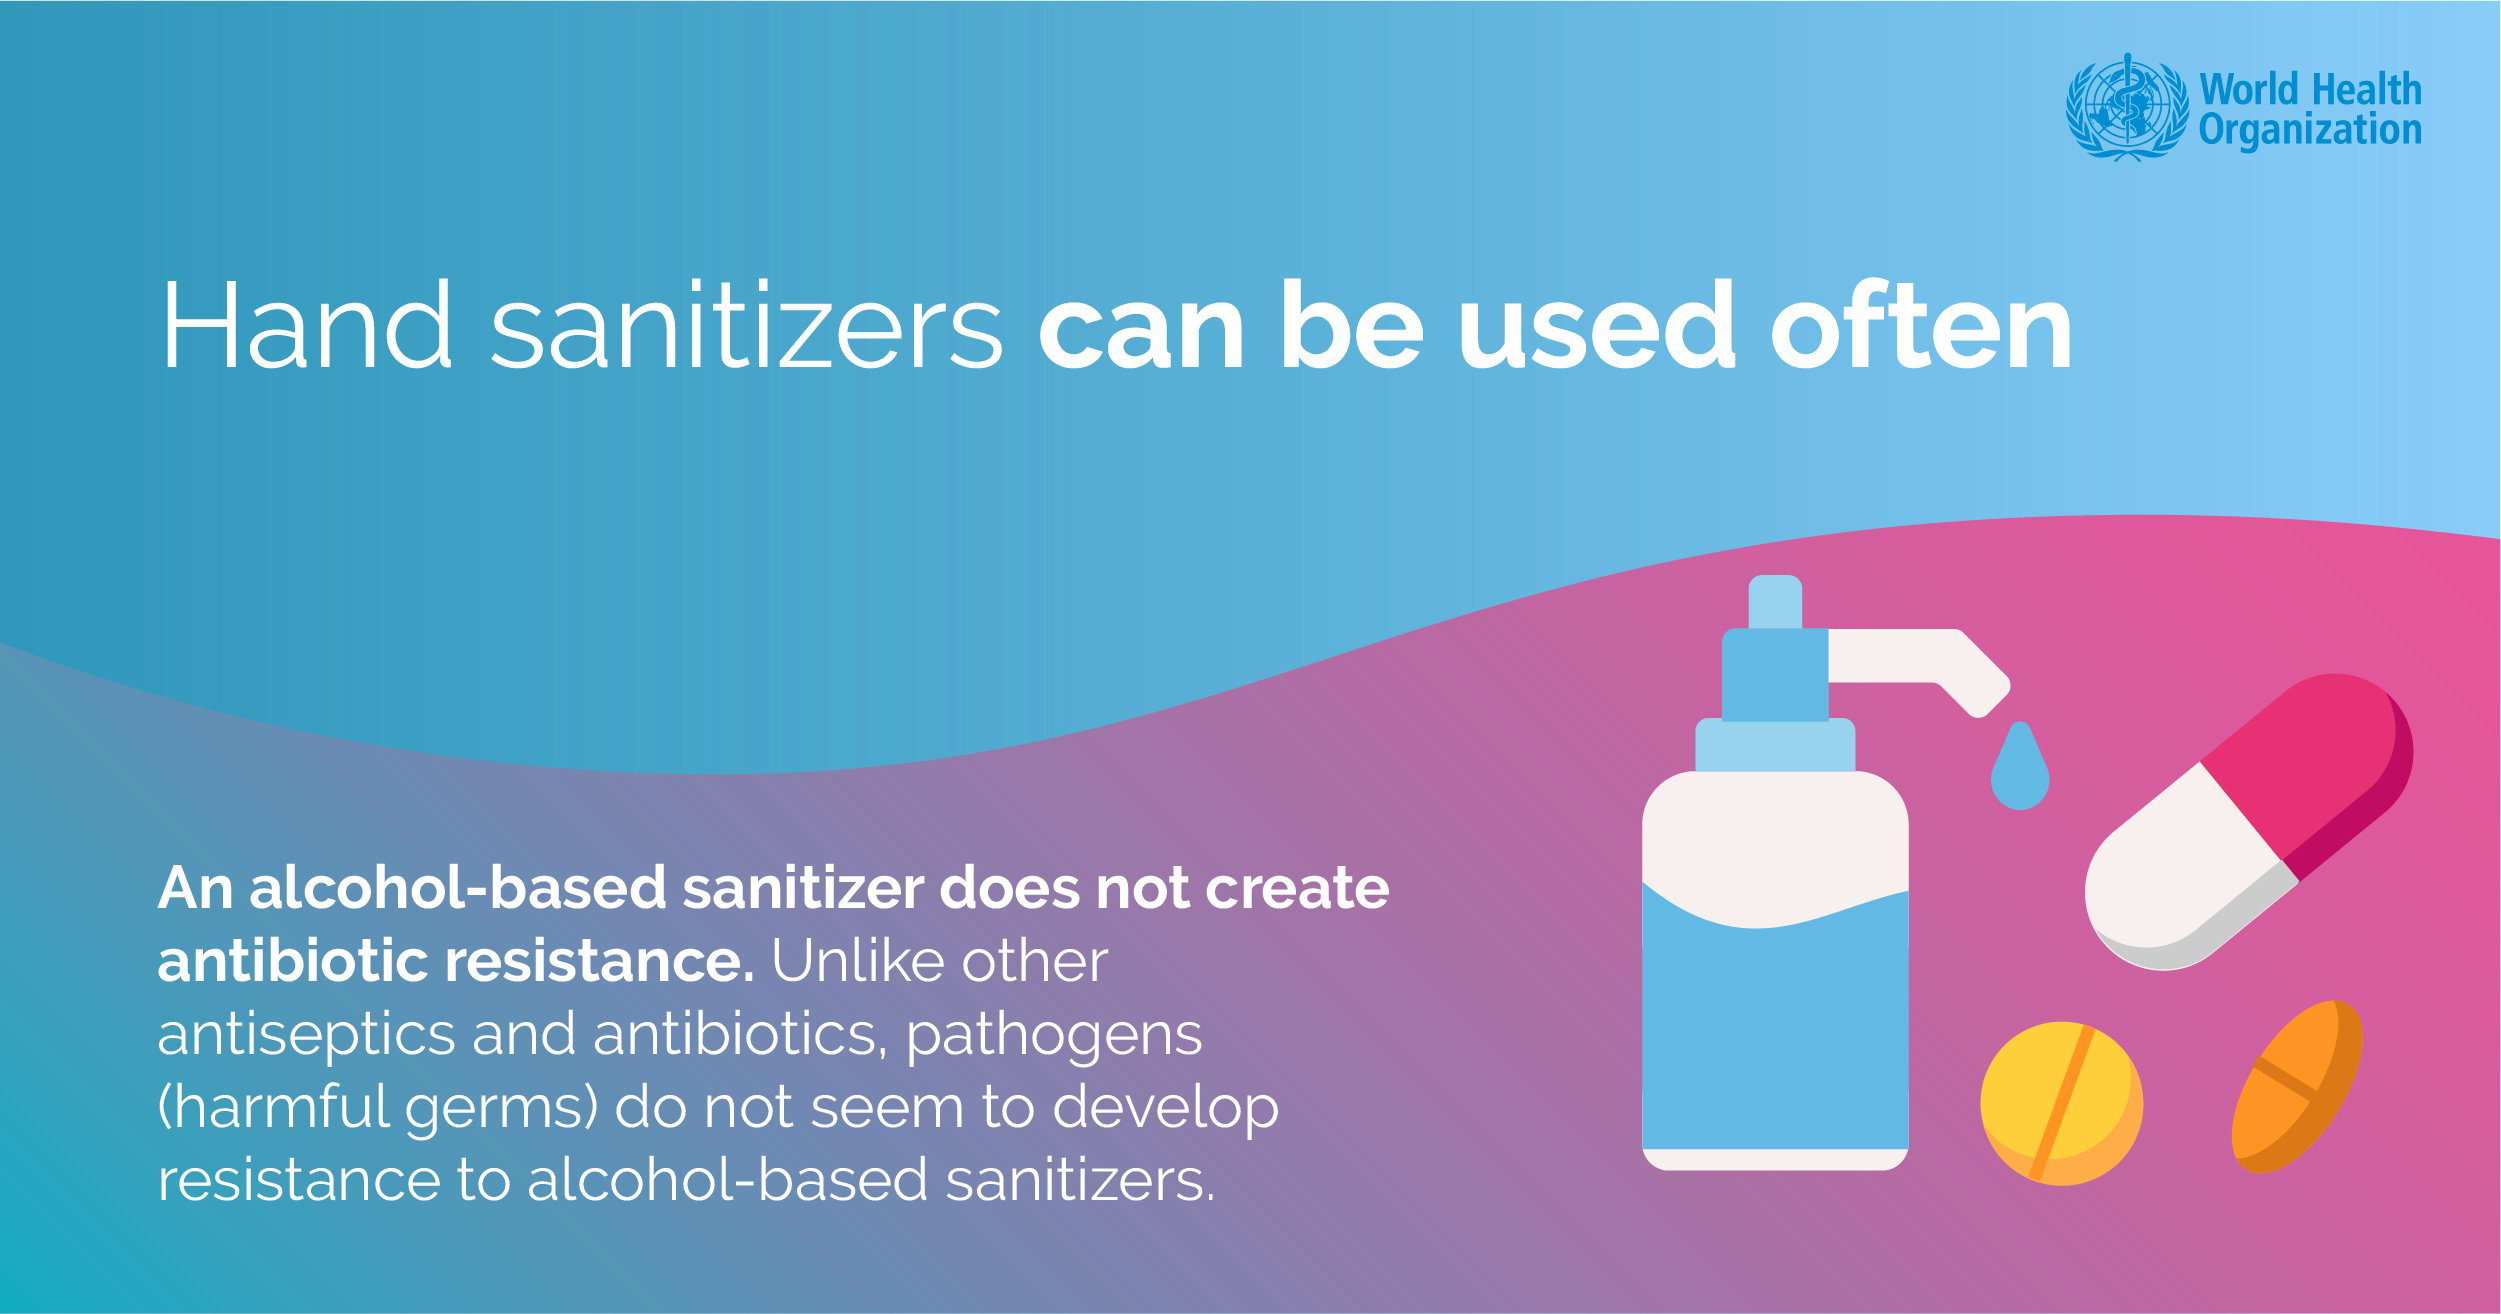 World Health
Organization
Hand sanitizers can be used often
An alcohol-based sanitizer does not create
antibiotic resistance. Unlike other
antiseptics and antibiotics, pathogens
(harmful germs) do not seem to develop
resistance to alcohol-based sanitizers.